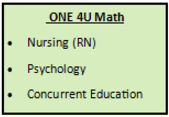 ONE 4U Math
• Nursing (RN)
• Psychology
• Concurrent Education